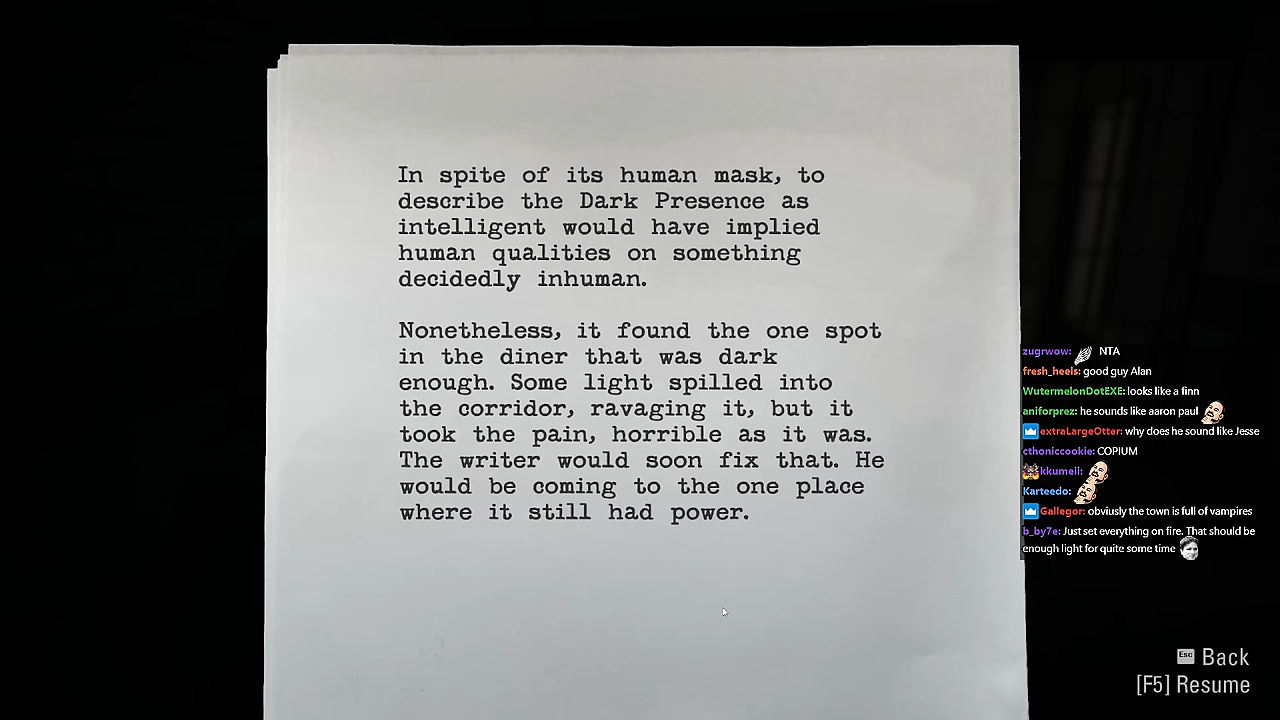 In spite of its human mask, to
describe the Dark Presence as
intelligent would have implied
human qualities on something
decidedly inhuman.
Nonetheless, it found the one spot
in the diner that was dark
enough. Some light spilled into
the corridor, ravaging it, but it
took the pain, horrible as it was.
The writer would soon fix that. He
would be coming to the one place
where it still had power.
zugrwow: NTA
fresh_heels: good guy Alan
WutermelonDotEXE: looks like a finn
aniforprez: he sounds like aaron paul
extraLargeOtter: why does he sound like Jesse
cthoniccookie: COPIUM
kkumeii:
Karteedo:
Gallegor: obviusly the town is full of vampires
b_by7e: Just set everything on fire. That should be
enough light for quite some time
Esc Back
[F5] Resume